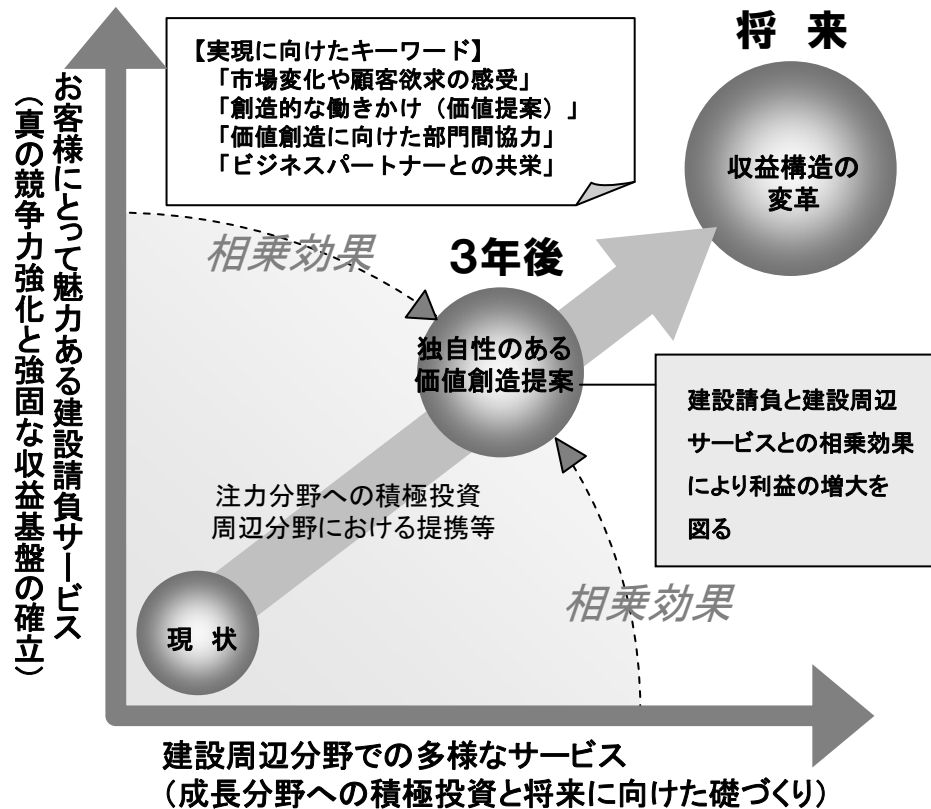 将 来
【実現に向けたキーワード】
「市場変化や顧客欲求の感受」
「創造的な働きかけ（価値提案）」
「価値創造に向けた部門間協力」
「ビジネスパートナーとの共栄」
収益構造の
変革
相乗効果
３年後
独自性のある
価値創造提案
建設請負と建設周辺
サービスとの相乗効果
により利益の増大を
図る
注力分野への積極投資
周辺分野における提携等
相乗効果
現 状
お客様にとって魅力ある建設請負サービス
（真の競争力強化と強固な収益基盤の確立）
建設周辺分野での多様なサービス
（成長分野への積極投資と将来に向けた礎づくり）